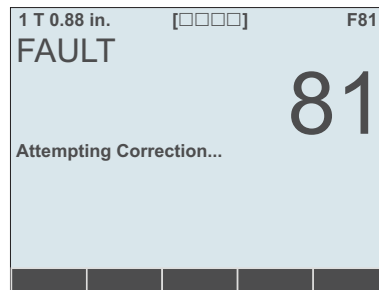 1 T 0.88 in. [□□□□] F81
FAULT
81
Attempting Correction...